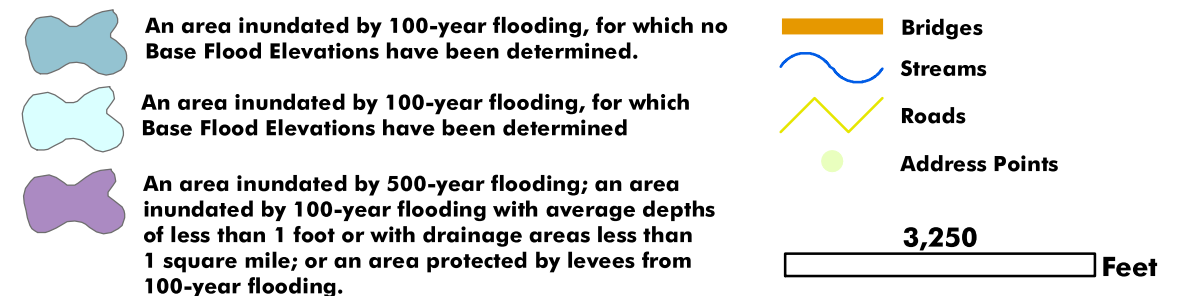 An area inundated by 100-year flooding, for which no
Base Flood Elevations have been determined.
An area inundated by 100-year flooding, for which
Base Flood Elevations have been determined
An area inundated by 500-year flooding; an area
inundated by 100-year flooding with average depths
of less than 1 foot or with drainage areas less than
1 square mile; or an area protected by levees from
100-year flooding.
Bridges
Streams
Roads
Address Points
3,250
Feet